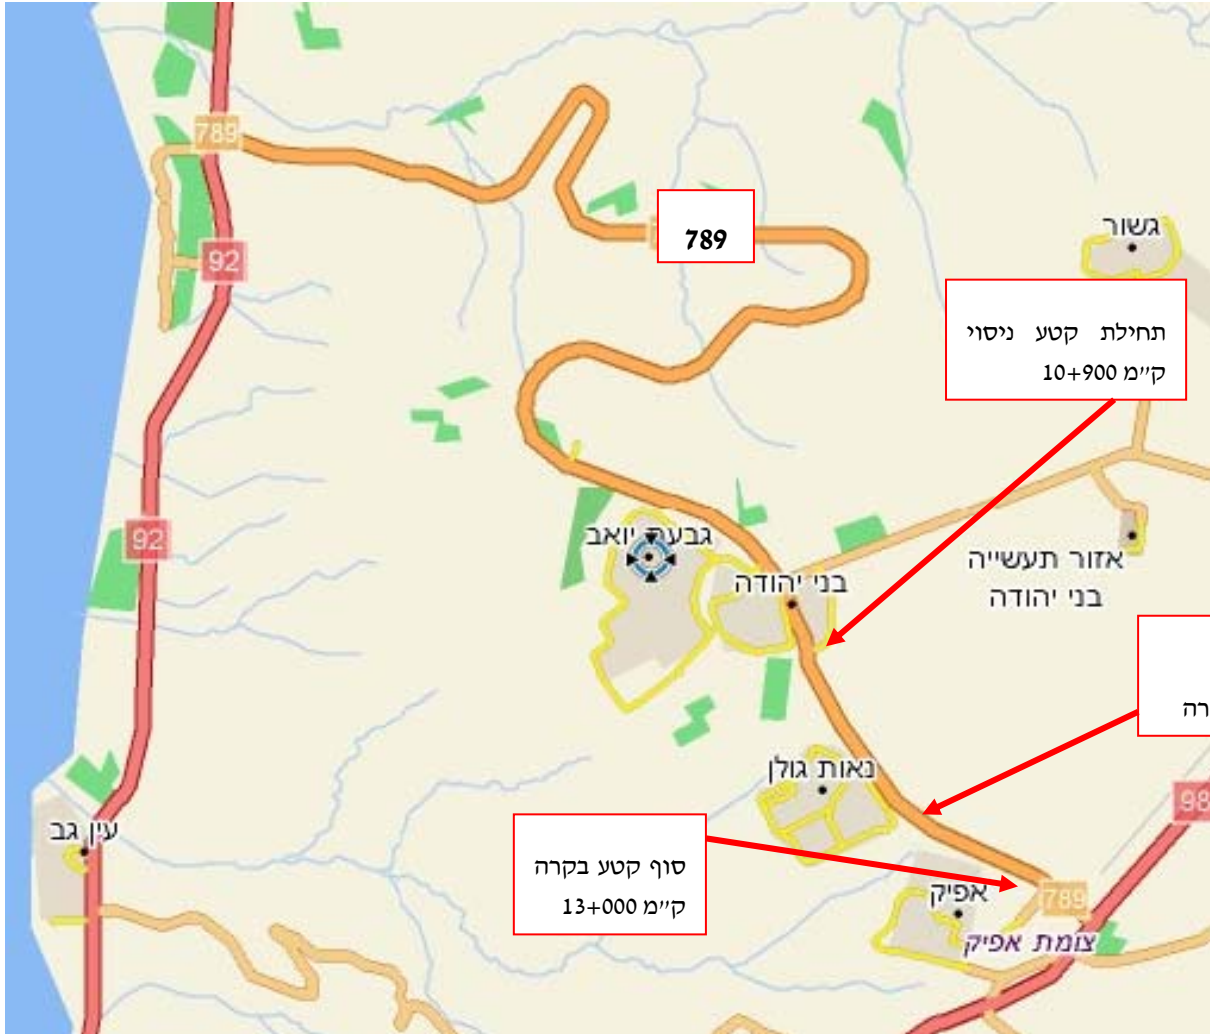 789
92
789
גשור
תחילת קטע ניסוי
ק״מ 10+900
92
גבעת יואב
אזור תעשייה
בני יהודה
בני יהודה
רה
נאות גולן
98
עין גב
סוף קטע בקרה
ק״מ 13+000
אפיק
789
צומת אפיק